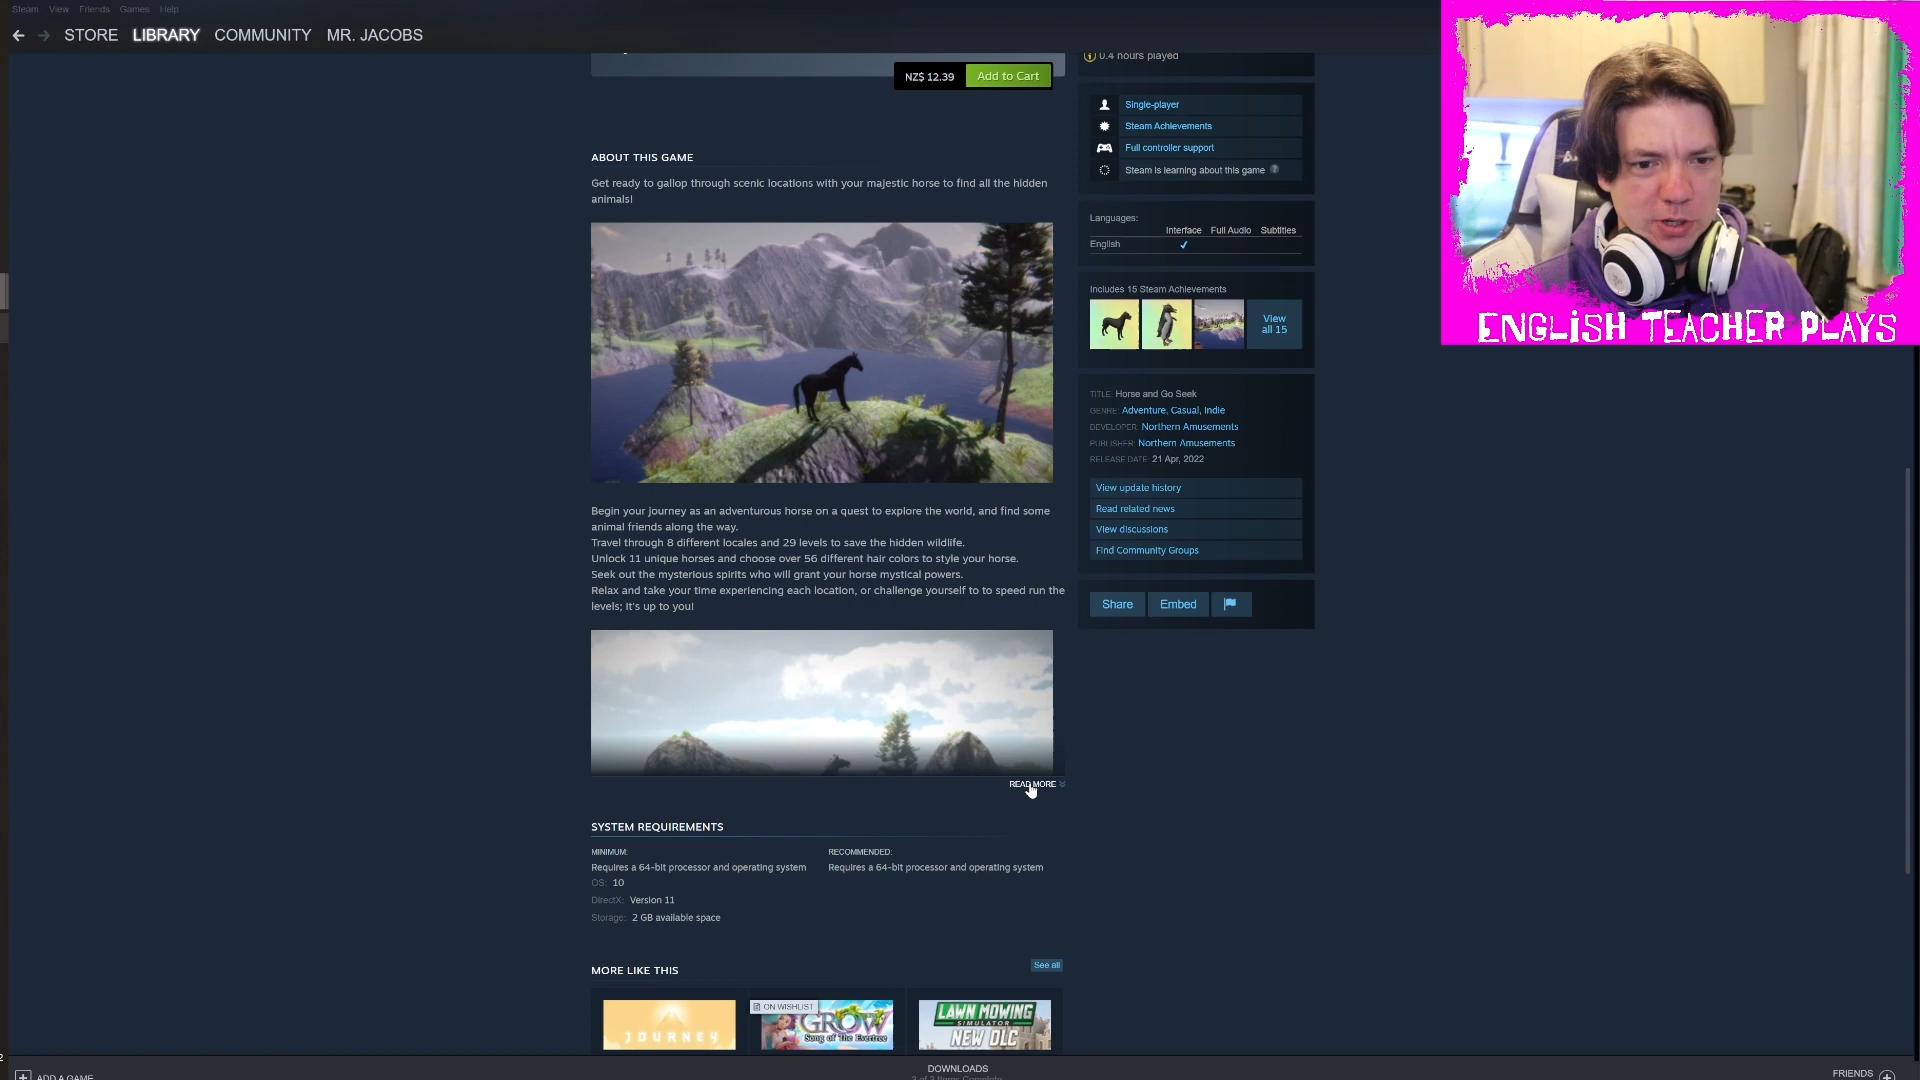 Steam View Friends Games Help
STORE LIBRARY COMMUNITY MR. JACOBS
NZ$ 12.39 Add to Cart
ABOUT THIS GAME
Get ready to gallop through scenic locations with your majestic horse to find all the hidden
animals!
Begin your journey as an adventurous horse on a quest to explore the world, and find some
animal friends along the way.
Travel through 8 different locales and 29 levels to save the hidden wildlife.
Unlock 11 unique horses and choose over 56 different hair colors to style your horse.
Seek out the mysterious spirits who will grant your horse mystical powers.
Relax and take your time experiencing each location, or challenge yourself to to speed run the
levels; it's up to you!
READ MORE
SYSTEM REQUIREMENTS
MINIMUM:
Requires a 64-bit processor and operating system
OS: 10
DirectX: Version 11
Storage: 2 GB available space
RECOMMENDED:
Requires a 64-bit processor and operating system
MORE LIKE THIS
See all
JOURNEY
ON WISHLIST
GROW
Song of The Evertree
LAWN MOWING
SIMULATOR
NEW DLC
0.4 hours played
Single-player
Steam Achievements
Full controller support
Steam is learning about this game ?
Languages:
Interface Full Audio Subtitles
English ✓
Includes 15 Steam Achievements
View
all 15
TITLE: Horse and Go Seek
GENRE: Adventure, Casual, Indie
DEVELOPER: Northern Amusements
PUBLISHER: Northern Amusements
RELEASE DATE: 21 Apr, 2022
View update history
Read related news
View discussions
Find Community Groups
Share Embed
ENGLISH TEACHER PLAYS
ADD A GAME
DOWNLOADS
FRIENDS